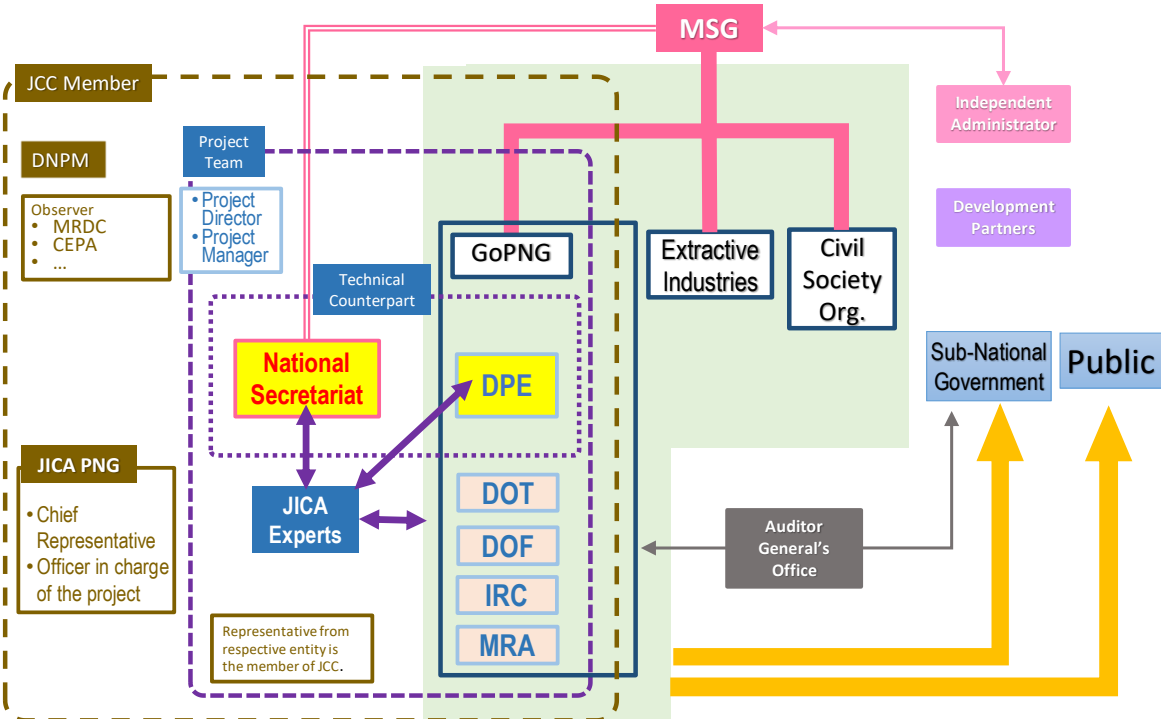 MSG
JCC Member
Independent
Administrator
DNPM
Project
Team
Observer
• MRDC
• CEPA
• ...
• Project
Director
• Project
Manager
Development
Partners
GoPNG
Extractive
Industries
Civil
Society
Org.
Technical
Counterpart
National
Secretariat
DPE
Sub-National
Government
Public
JICA PNG
• Chief
Representative
• Officer in charge
of the project
JICA
Experts
DOT
DOF
IRC
MRA
Auditor
General's
Office
Representative from
respective entity is
the member of JCC.